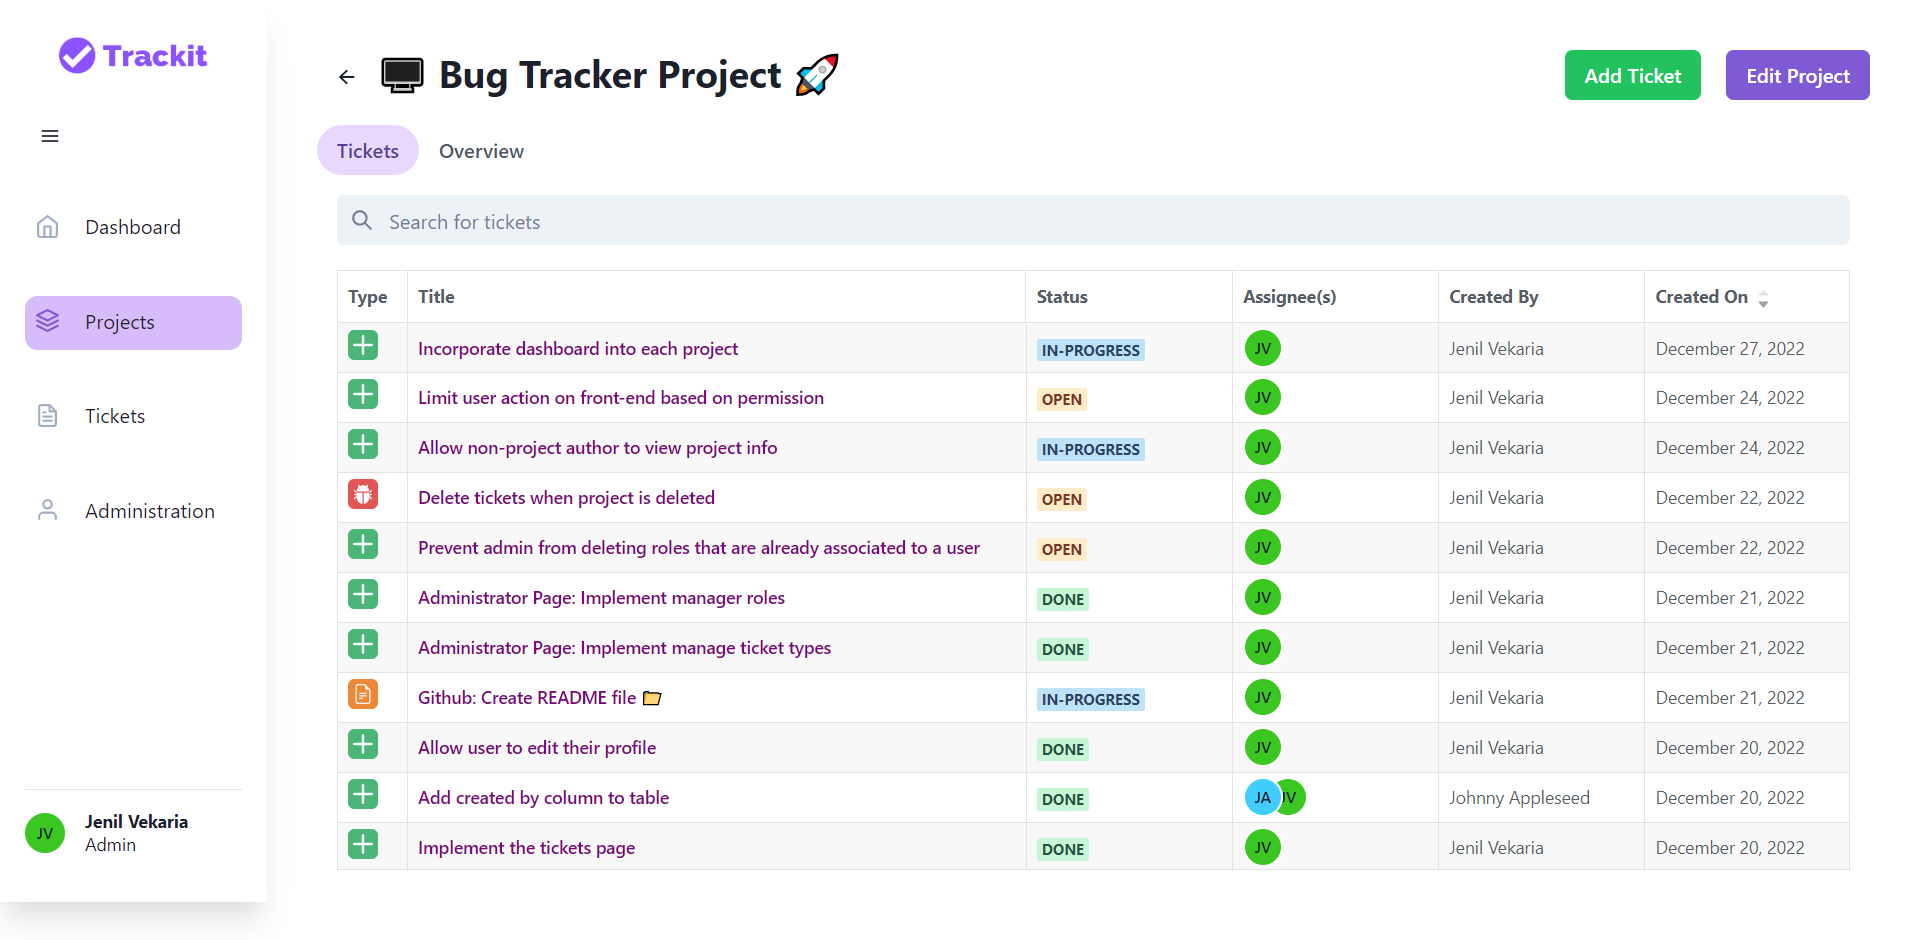 Trackit
Bug Tracker Project
Add Ticket
Edit Project
Tickets
Overview
Search for tickets
Dashboard
Projects
Tickets
Administration
Type Title Status Assignee(s) Created By Created On
Incorporate dashboard into each project IN-PROGRESS JV Jenil Vekaria December 27, 2022
Limit user action on front-end based on permission OPEN JV Jenil Vekaria December 24, 2022
Allow non-project author to view project info IN-PROGRESS JV Jenil Vekaria December 24, 2022
Delete tickets when project is deleted OPEN JV Jenil Vekaria December 22, 2022
Prevent admin from deleting roles that are already associated to a user OPEN JV Jenil Vekaria December 22, 2022
Administrator Page: Implement manager roles DONE JV Jenil Vekaria December 21, 2022
Administrator Page: Implement manage ticket types DONE JV Jenil Vekaria December 21, 2022
Github: Create README file IN-PROGRESS JV Jenil Vekaria December 21, 2022
Allow user to edit their profile DONE JV Jenil Vekaria December 20, 2022
Add created by column to table DONE JA JV Johnny Appleseed December 20, 2022
Implement the tickets page DONE JV Jenil Vekaria December 20, 2022
JV
Jenil Vekaria
Admin